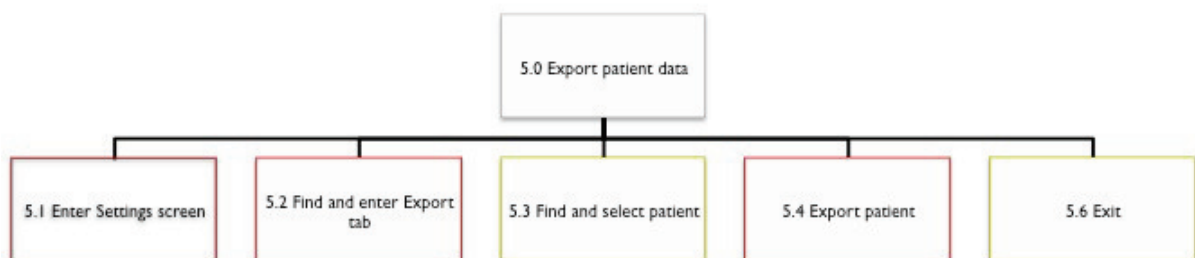 5.0 Export patient data
5.1 Enter Settings screen
5.2 Find and enter Export
tab
5.3 Find and select patient
5.4 Export patient
5.6 Exit